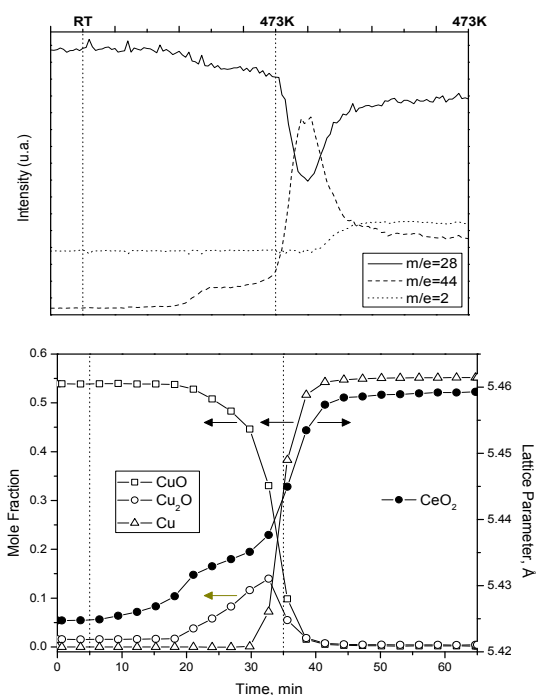 RT 473K 473K
Intensity (u.a.)
m/e=28
m/e=44
m/e=2
0.6
0.5
0.4
0.3
0.2
0.1
0.0
Mole Fraction
CuO
Cu₂O
Cu
CeO₂
5.46
5.45
5.44
5.43
5.42
Lattice Parameter, Å
0 10 20 30 40 50 60
Time, min